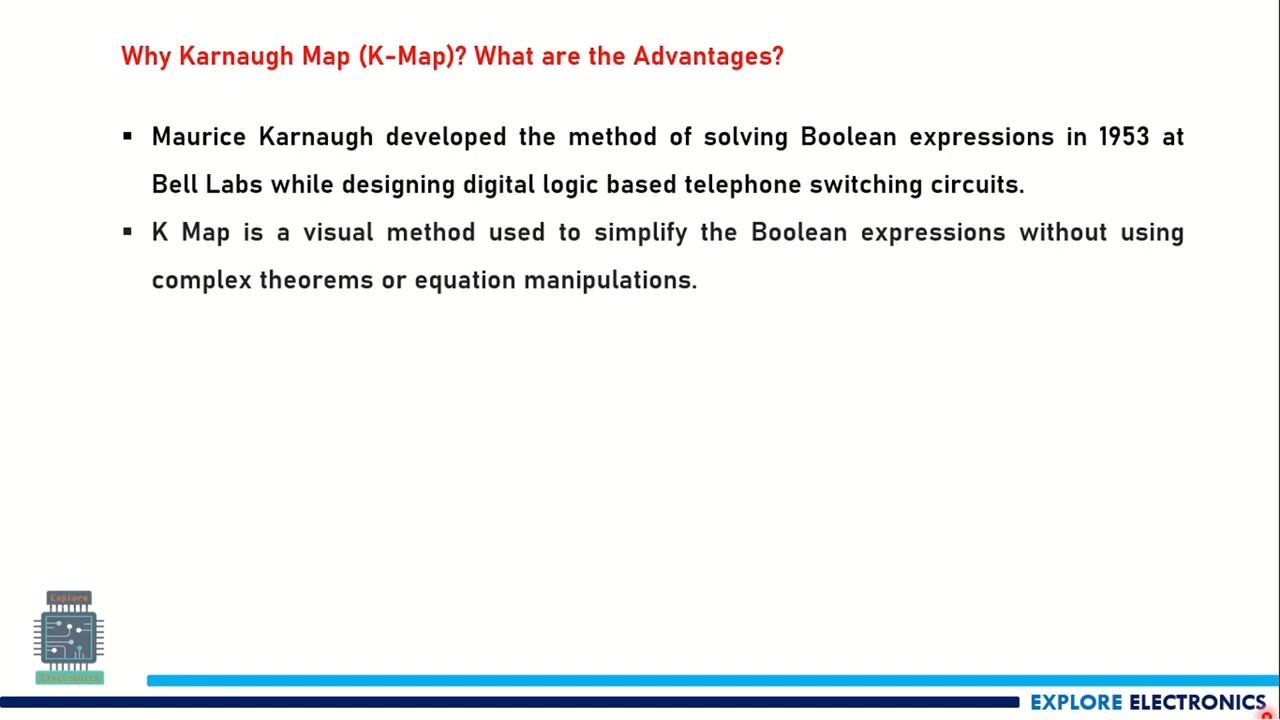 Why Karnaugh Map (K-Map)? What are the Advantages?
▪ Maurice Karnaugh developed the method of solving Boolean expressions in 1953 at
Bell Labs while designing digital logic based telephone switching circuits.
▪ K Map is a visual method used to simplify the Boolean expressions without using
complex theorems or equation manipulations.
Explore
Electronics
EXPLORE ELECTRONICS